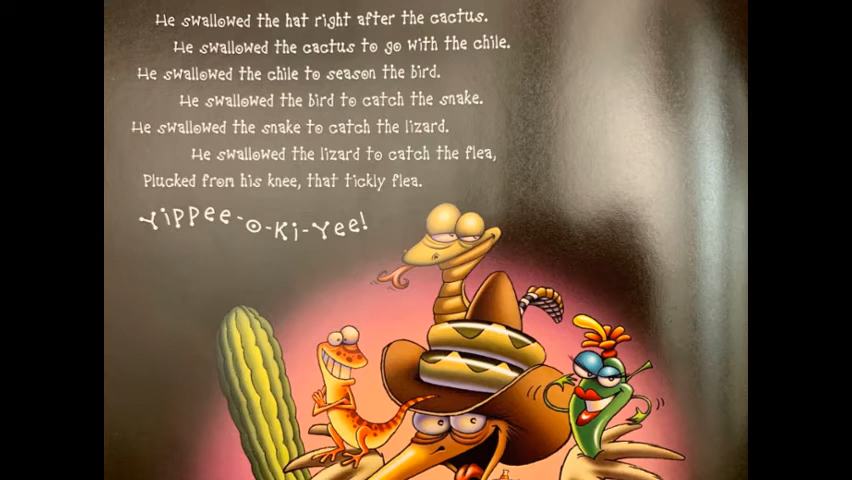 He swallowed the hat right after the cactus.
He swallowed the cactus to go with the chile.
He swallowed the chile to season the bird.
He swallowed the bird to catch the snake.
He swallowed the snake to catch the lizard.
He swallowed the lizard to catch the flea,
Plucked from his knee, that tickly flea.
Yippee-o-Ki-Yee!